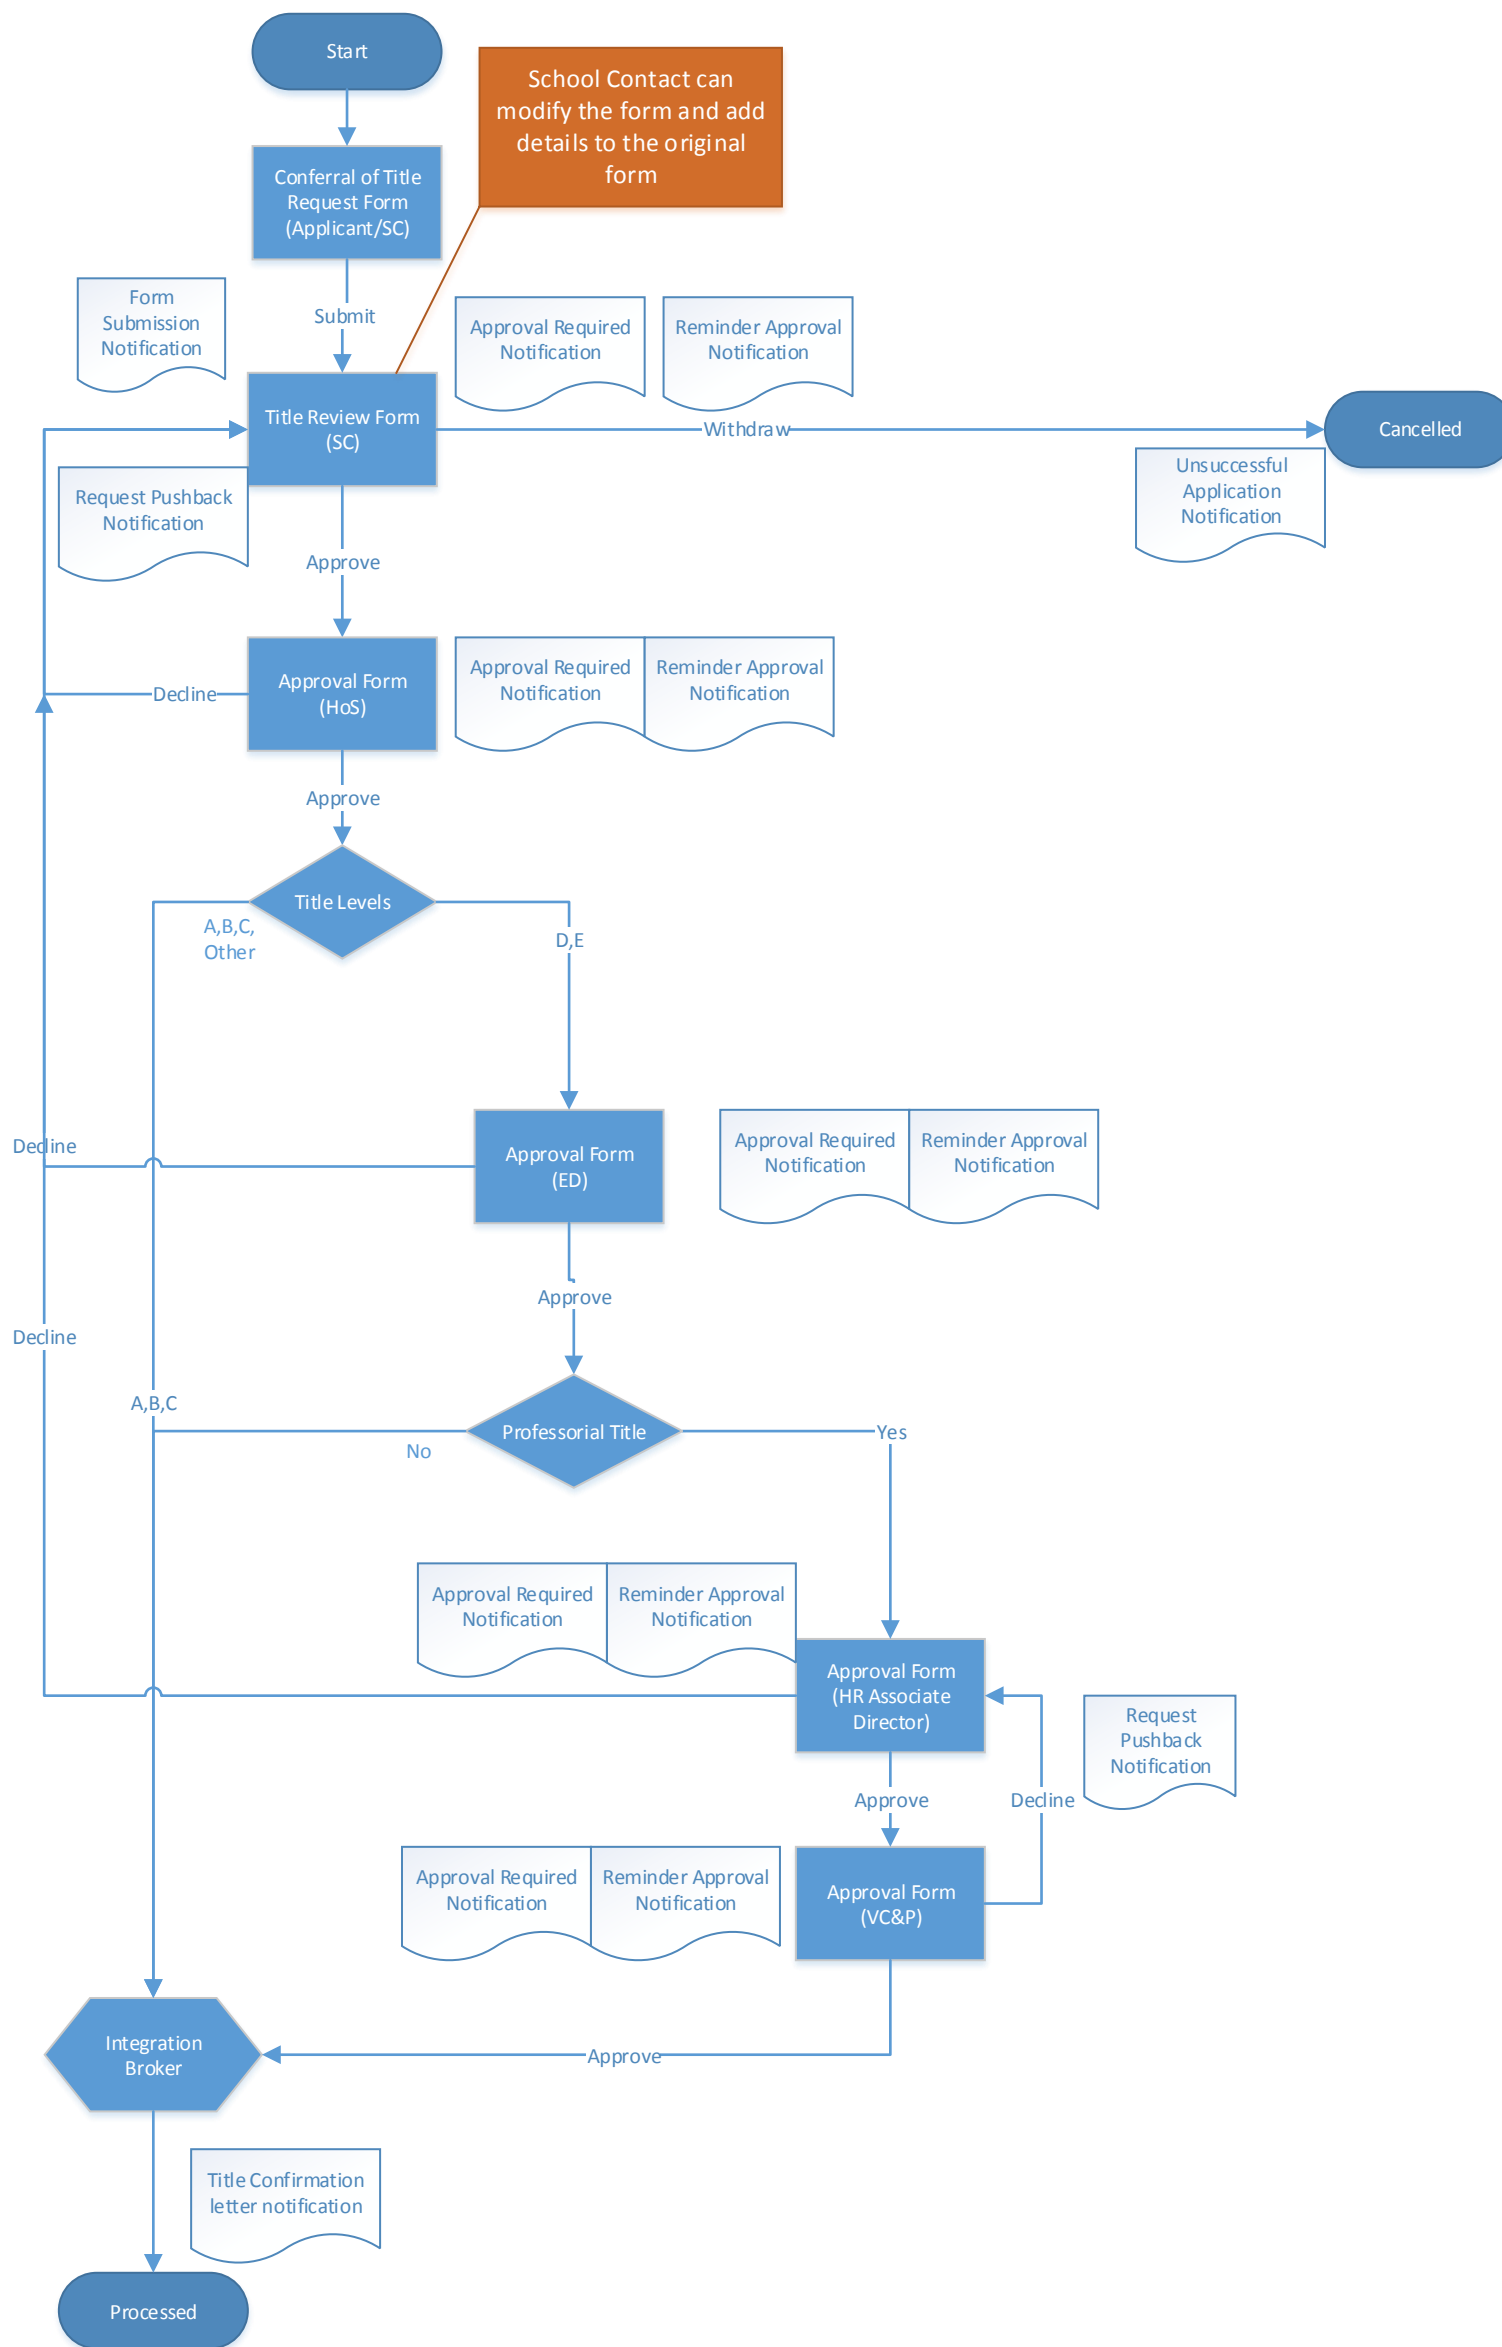 Start
School Contact can
modify the form and add
details to the original
form
Conferral of Title
Request Form
(Applicant/SC)
Form
Submission
Notification
Submit
Approval Required
Notification
Reminder Approval
Notification
Title Review Form
(SC)
Withdraw
Cancelled
Request Pushback
Notification
Unsuccessful
Application
Notification
Approve
Approval Form
(HoS)
Approval Required
Notification
Reminder Approval
Notification
Decline
Approve
Title Levels
A,B,C,
Other
D,E
Decline
Approval Form
(ED)
Approval Required
Notification
Reminder Approval
Notification
Approve
Decline
A,B,C
Professorial Title
No
Yes
Approval Required
Notification
Reminder Approval
Notification
Approval Form
(HR Associate
Director)
Request
Pushback
Notification
Approve
Decline
Approval Required
Notification
Reminder Approval
Notification
Approval Form
(VC&P)
Integration
Broker
Approve
Title Confirmation
letter notification
Processed